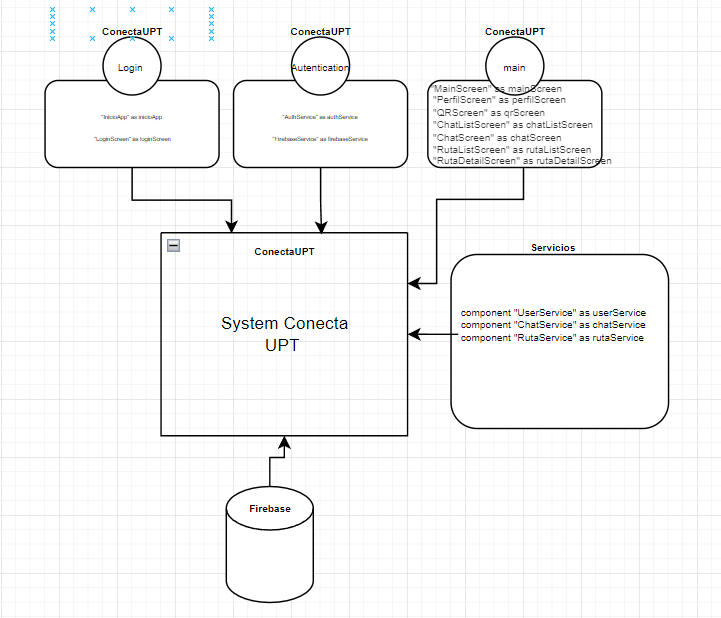 ConectaUPT
ConectaUPT
ConectaUPT
Login
Autentication
main
"InicioApp" as inicioApp
"LoginScreen" as loginScreen
"AuthService" as authService
"FirebaseService" as firebaseService
"MainScreen" as mainScreen
"PerfilScreen" as perfilScreen
"QRScreen" as qrScreen
"ChatListScreen" as chatListScreen
"ChatScreen" as chatScreen
"RutaListScreen" as rutaListScreen
"RutaDetailScreen" as rutaDetailScreen
ConectaUPT
System Conecta
UPT
Servicios
component "UserService" as userService
component "ChatService" as chatService
component "RutaService" as rutaService
Firebase